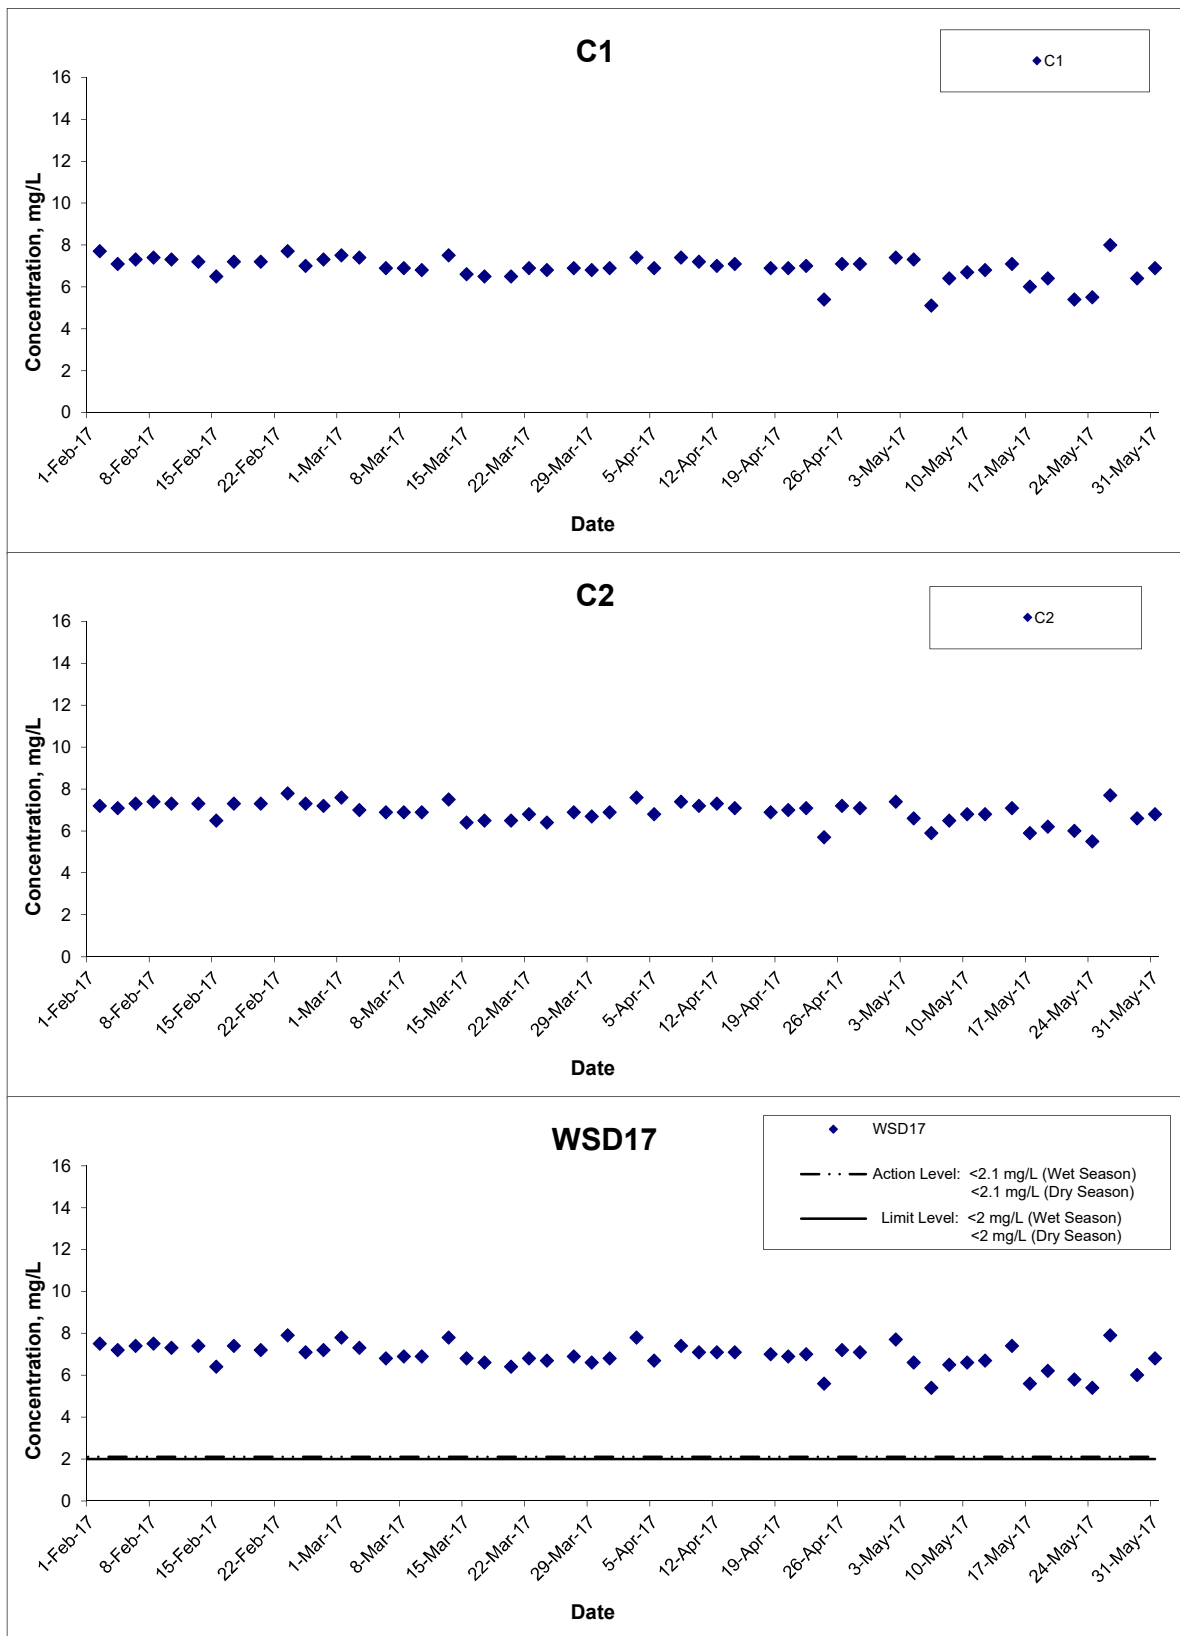 C1
C1
16
14
12
10
8
6
4
2
0
Concentration, mg/L
1-Feb-17
8-Feb-17
15-Feb-17
22-Feb-17
1-Mar-17
8-Mar-17
15-Mar-17
22-Mar-17
29-Mar-17
5-Apr-17
12-Apr-17
19-Apr-17
26-Apr-17
3-May-17
10-May-17
17-May-17
24-May-17
31-May-17
Date
C2
C2
16
14
12
10
8
6
4
2
0
Concentration, mg/L
1-Feb-17
8-Feb-17
15-Feb-17
22-Feb-17
1-Mar-17
8-Mar-17
15-Mar-17
22-Mar-17
29-Mar-17
5-Apr-17
12-Apr-17
19-Apr-17
26-Apr-17
3-May-17
10-May-17
17-May-17
24-May-17
31-May-17
Date
WSD17
WSD17
Action Level: <2.1 mg/L (Wet Season)
<2.1 mg/L (Dry Season)
Limit Level: <2 mg/L (Wet Season)
<2 mg/L (Dry Season)
16
14
12
10
8
6
4
2
0
Concentration, mg/L
1-Feb-17
8-Feb-17
15-Feb-17
22-Feb-17
1-Mar-17
8-Mar-17
15-Mar-17
22-Mar-17
29-Mar-17
5-Apr-17
12-Apr-17
19-Apr-17
26-Apr-17
3-May-17
10-May-17
17-May-17
24-May-17
31-May-17
Date